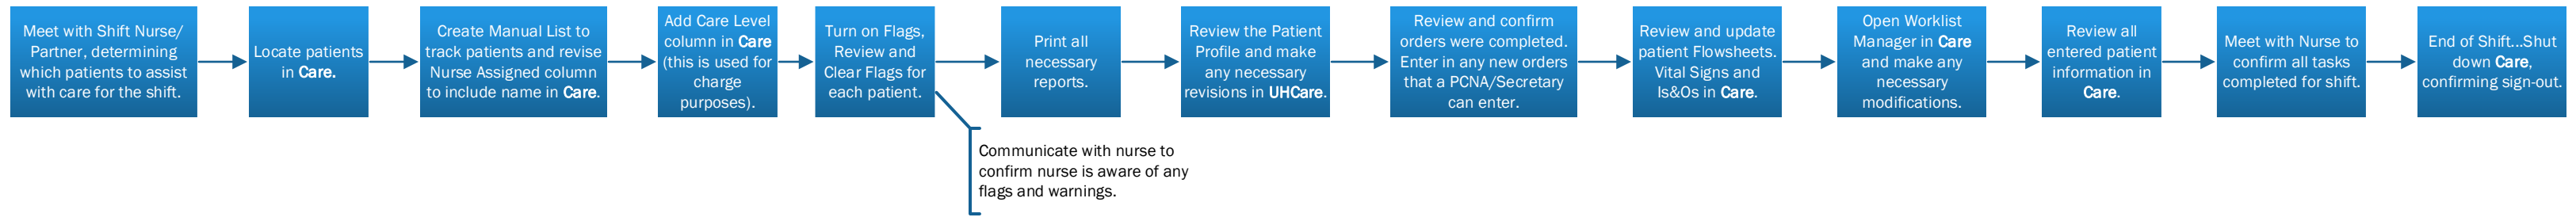 Meet with Shift Nurse/
Partner, determining
which patients to assist
with care for the shift.
Locate patients
in Care.
Create Manual List to
track patients and revise
Nurse Assigned column
to include name in Care.
Add Care Level
column in Care
(this is used for
charge
purposes).
Turn on Flags,
Review and
Clear Flags for
each patient.
Communicate with nurse to
confirm nurse is aware of any
flags and warnings.
Print all
necessary
reports.
Review the Patient
Profile and make
any necessary
revisions in UHCare.
Review and confirm
orders were completed.
Enter in any new orders
that a PCNA/Secretary
can enter.
Review and update
patient Flowsheets.
Vital Signs and
Is&Os in Care.
Open Worklist
Manager in Care
and make any
necessary
modifications.
Review all
entered patient
information in
Care.
Meet with Nurse to
confirm all tasks
completed for shift.
End of Shift...Shut
down Care,
confirming sign-out.